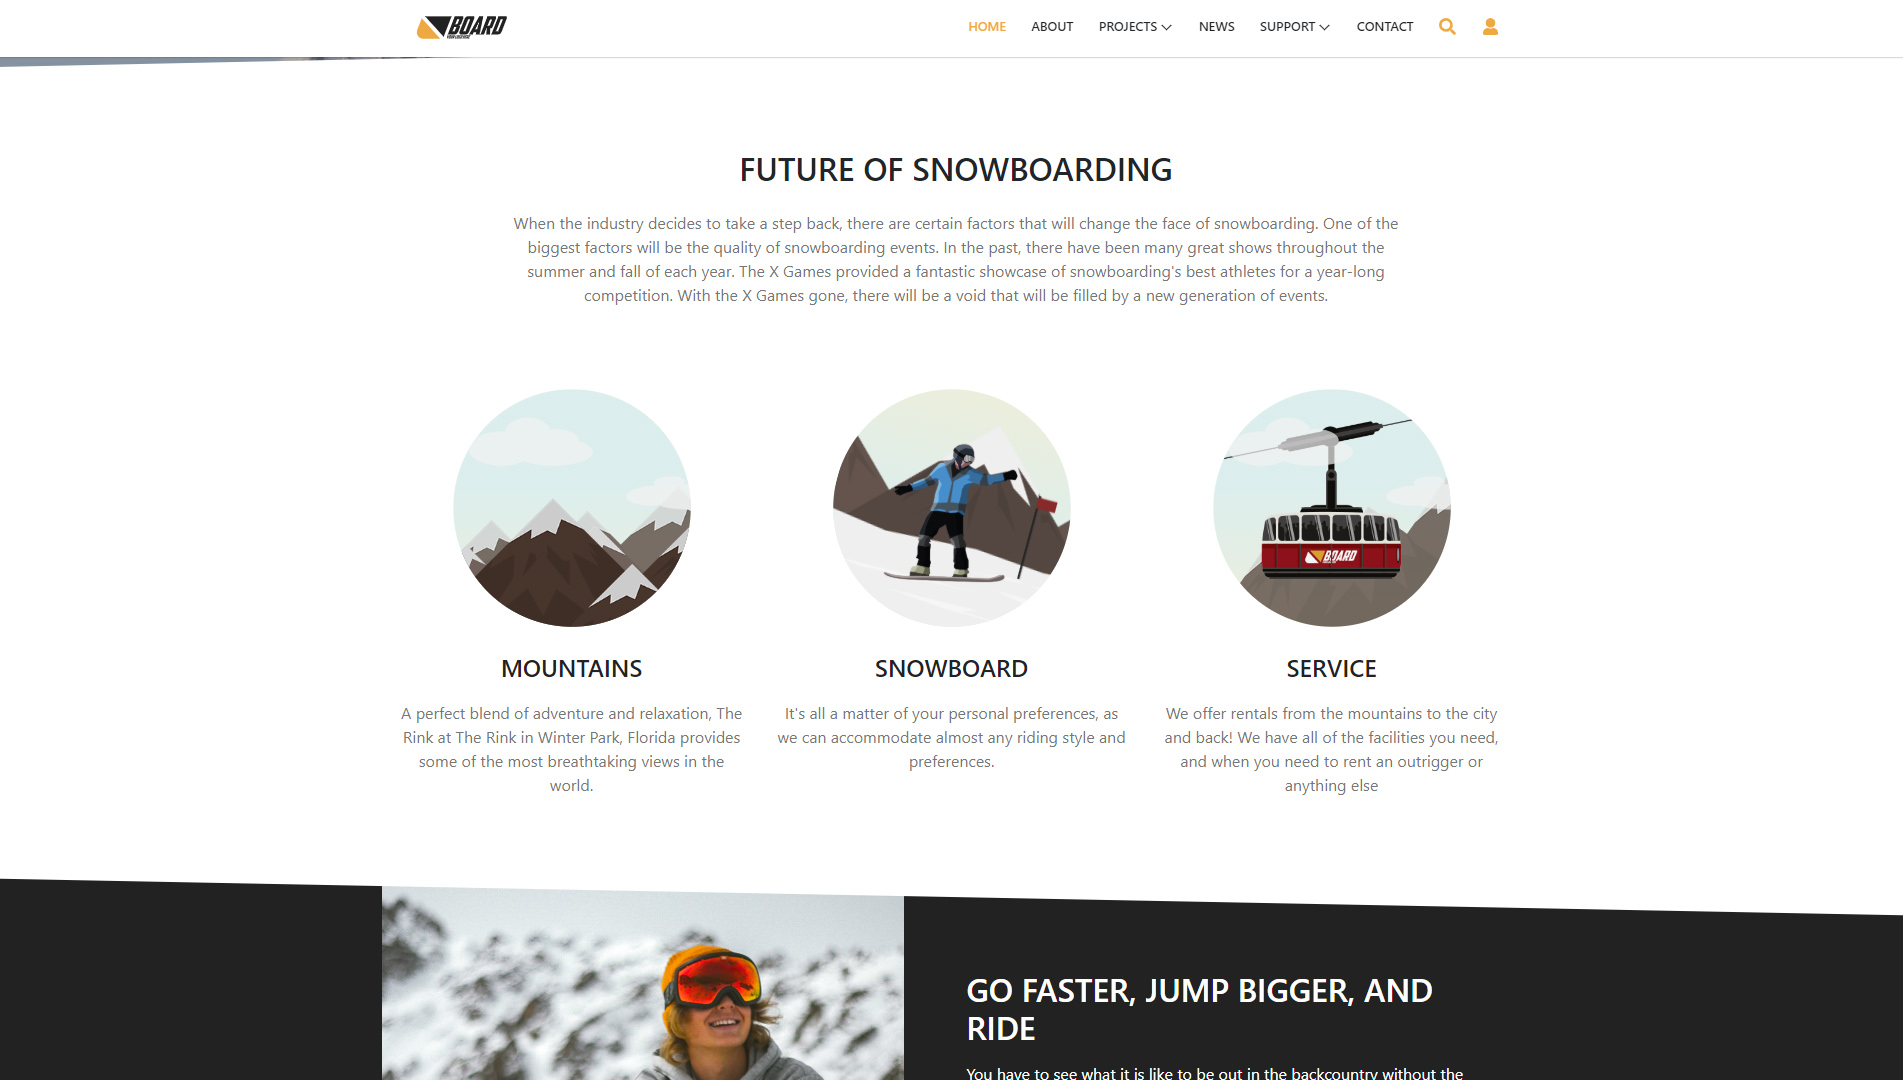 BOARD
HOME
ABOUT
PROJECTS
NEWS
SUPPORT
CONTACT
FUTURE OF SNOWBOARDING
When the industry decides to take a step back, there are certain factors that will change the face of snowboarding. One of the
biggest factors will be the quality of snowboarding events. In the past, there have been many great shows throughout the
summer and fall of each year. The X Games provided a fantastic showcase of snowboarding's best athletes for a year-long
competition. With the X Games gone, there will be a void that will be filled by a new generation of events.
BOARD
MOUNTAINS
A perfect blend of adventure and relaxation, The
Rink at The Rink in Winter Park, Florida provides
some of the most breathtaking views in the
world.
SNOWBOARD
It's all a matter of your personal preferences, as
we can accommodate almost any riding style and
preferences.
SERVICE
We offer rentals from the mountains to the city
and back! We have all of the facilities you need,
and when you need to rent an outrigger or
anything else
GO FASTER, JUMP BIGGER, AND
RIDE
You have to see what it is like to be out in the backcountry without the